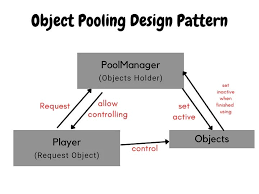 Object Pooling Design Pattern
PoolManager
(Objects Holder)
Request
allow
controlling
set
active
set
inactive
when
finished
using
Player
(Request Object)
control
Objects